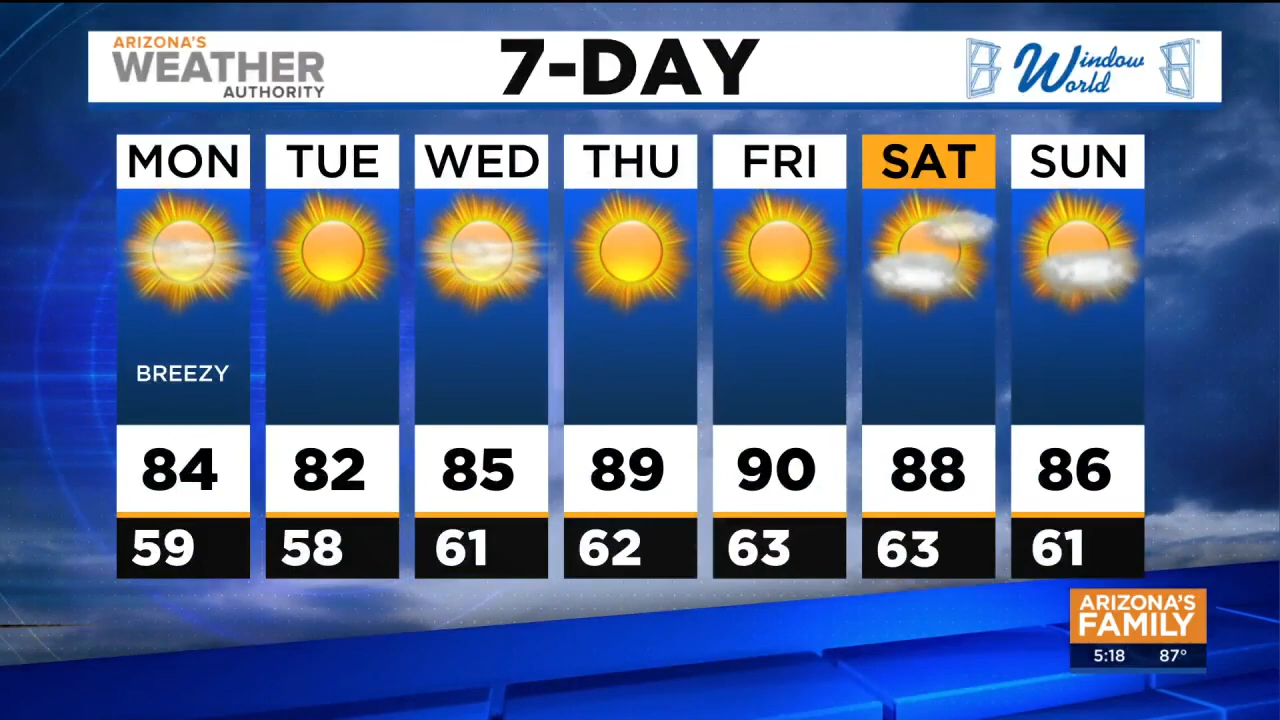 ARIZONA'S
WEATHER
AUTHORITY
7-DAY
Window
World
MON TUE WED THU FRI SAT SUN
BREEZY
84 82 85 89 90 88 86
59 58 61 62 63 63 61
ARIZONA'S
FAMILY
5:18 87°